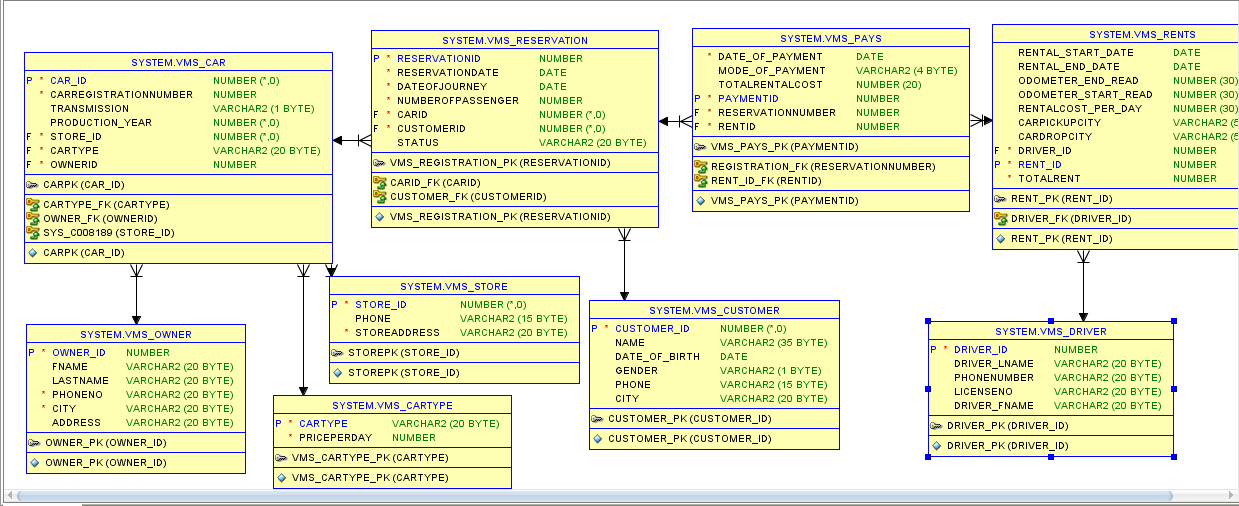 SYSTEM.VMS_CAR
P * CAR_ID NUMBER (*,0)
* CARREGISTRATIONNUMBER NUMBER
TRANSMISSION VARCHAR2 (1 BYTE)
PRODUCTION_YEAR NUMBER (*,0)
F * STORE_ID NUMBER (*,0)
F * CARTYPE VARCHAR2 (20 BYTE)
F * OWNERID NUMBER
CARPK (CAR_ID)
CARTYPE_FK (CARTYPE)
OWNER_FK (OWNERID)
SYS_C008189 (STORE_ID)
CARPK (CAR_ID)
SYSTEM.VMS_RESERVATION
P * RESERVATIONID NUMBER
* RESERVATIONDATE DATE
* DATEOFJOURNEY DATE
* NUMBEROFPASSENGER NUMBER
F * CARID NUMBER (*,0)
F * CUSTOMERID NUMBER (*,0)
STATUS VARCHAR2 (20 BYTE)
VMS_REGISTRATION_PK (RESERVATIONID)
CARID_FK (CARID)
CUSTOMER_FK (CUSTOMERID)
VMS_REGISTRATION_PK (RESERVATIONID)
SYSTEM.VMS_PAYS
* DATE_OF_PAYMENT DATE
MODE_OF_PAYMENT VARCHAR2 (4 BYTE)
TOTALRENTALCOST NUMBER (20)
P * PAYMENTID NUMBER
F * RESERVATIONNUMBER NUMBER
F * RENTID NUMBER
VMS_PAYS_PK (PAYMENTID)
REGISTRATION_FK (RESERVATIONNUMBER)
RENT_ID_FK (RENTID)
VMS_PAYS_PK (PAYMENTID)
SYSTEM.VMS_RENTS
RENTAL_START_DATE DATE
RENTAL_END_DATE DATE
ODOMETER_END_READ NUMBER (30)
ODOMETER_START_READ NUMBER (30)
RENTALCOST_PER_DAY NUMBER (30)
CARPICKUPCITY VARCHAR2 (5
CARDROPCITY VARCHAR2 (5
F * DRIVER_ID NUMBER
P * RENT_ID NUMBER
* TOTALRENT NUMBER
RENT_PK (RENT_ID)
DRIVER_FK (DRIVER_ID)
RENT_PK (RENT_ID)
SYSTEM.VMS_OWNER
P * OWNER_ID NUMBER
FNAME VARCHAR2 (20 BYTE)
LASTNAME VARCHAR2 (20 BYTE)
* PHONENO VARCHAR2 (20 BYTE)
* CITY VARCHAR2 (20 BYTE)
ADDRESS VARCHAR2 (20 BYTE)
OWNER_PK (OWNER_ID)
OWNER_PK (OWNER_ID)
SYSTEM.VMS_STORE
P * STORE_ID NUMBER (*,0)
PHONE VARCHAR2 (15 BYTE)
* STOREADDRESS VARCHAR2 (20 BYTE)
STOREPK (STORE_ID)
STOREPK (STORE_ID)
SYSTEM.VMS_CARTYPE
P * CARTYPE VARCHAR2 (20 BYTE)
* PRICEPERDAY NUMBER
VMS_CARTYPE_PK (CARTYPE)
VMS_CARTYPE_PK (CARTYPE)
SYSTEM.VMS_CUSTOMER
P * CUSTOMER_ID NUMBER (*,0)
NAME VARCHAR2 (35 BYTE)
DATE_OF_BIRTH DATE
GENDER VARCHAR2 (1 BYTE)
PHONE VARCHAR2 (15 BYTE)
CITY VARCHAR2 (20 BYTE)
CUSTOMER_PK (CUSTOMER_ID)
CUSTOMER_PK (CUSTOMER_ID)
SYSTEM.VMS_DRIVER
P * DRIVER_ID NUMBER
DRIVER_LNAME VARCHAR2 (20 BYTE)
PHONENUMBER VARCHAR2 (20 BYTE)
LICENSENO VARCHAR2 (20 BYTE)
DRIVER_FNAME VARCHAR2 (20 BYTE)
DRIVER_PK (DRIVER_ID)
DRIVER_PK (DRIVER_ID)